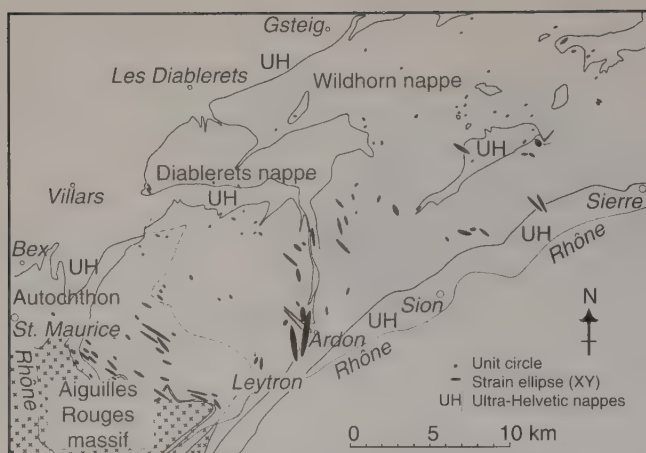 Gsteig
UH
Les Diablerets
Wildhorn nappe
UH
Diablerets nappe
Villars
UH
Sierre
UH
Rhône
Bex
UH
Autochthon
Sion
N
St. Maurice
UH
Ardon
Rhône
Rhône
Leytron
Aiguilles
Rouges
massif
Unit circle
Strain ellipse (XY)
UH Ultra-Helvetic nappes
0 5 10 km